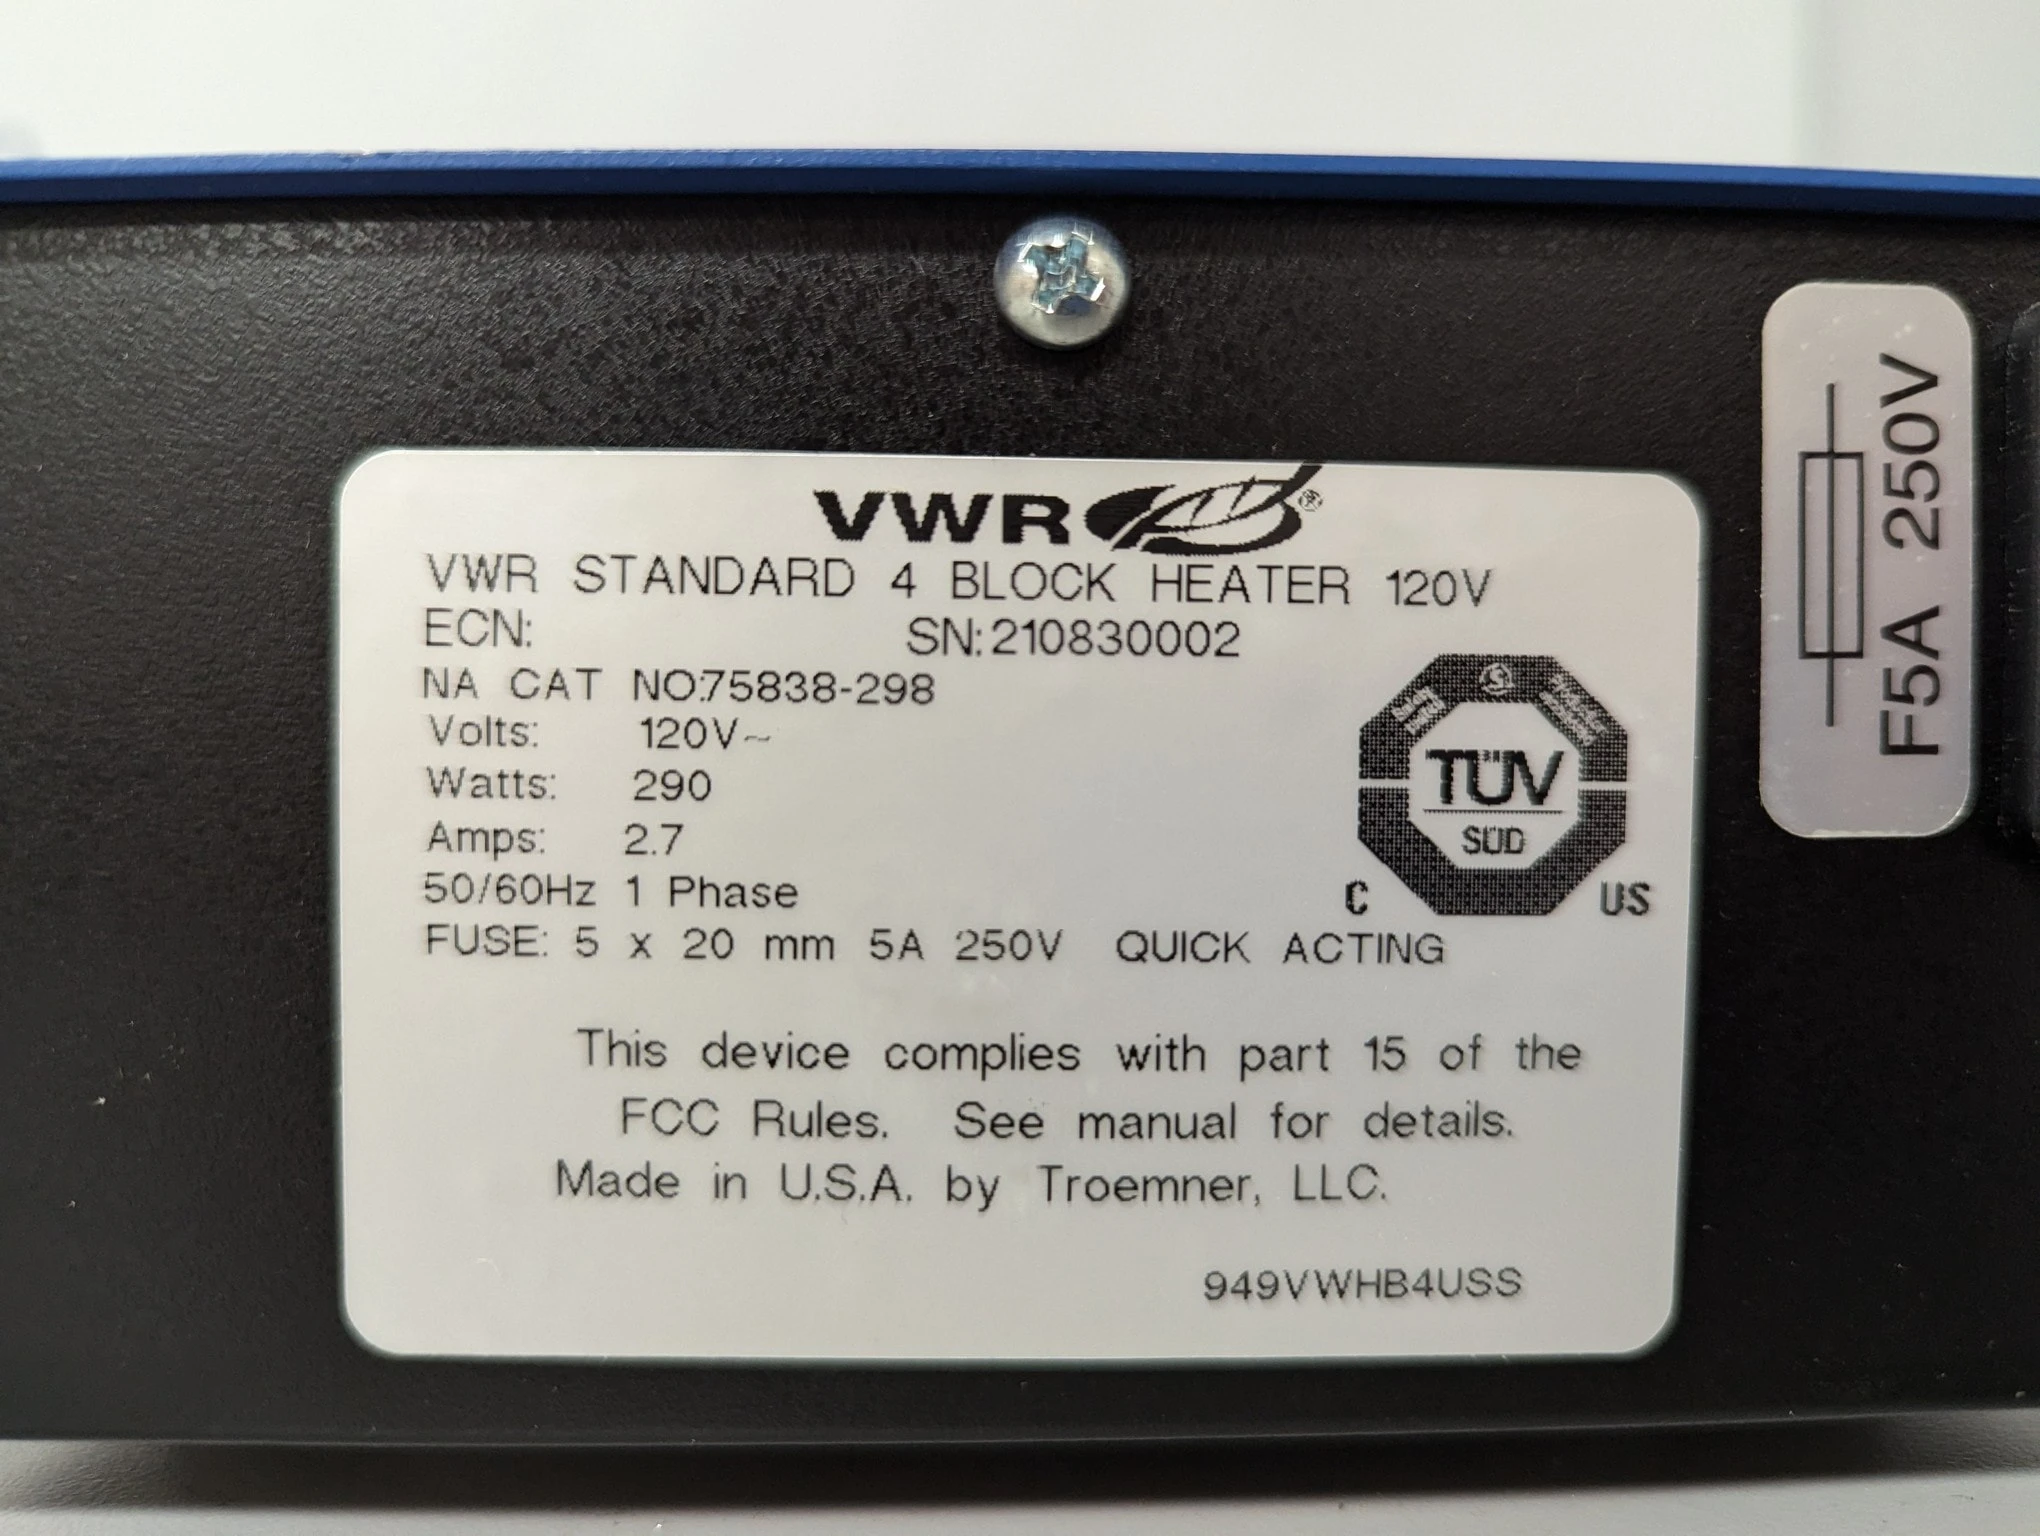 VWR
VWR STANDARD 4 BLOCK HEATER 120V
ECN: SN:210830002
NA CAT NO:75838-298
Volts: 120V~
Watts: 290
Amps: 2.7
50/60Hz 1 Phase
FUSE: 5 x 20 mm 5A 250V QUICK ACTING
TÜV
SÜD
C US
This device complies with part 15 of the
FCC Rules. See manual for details.
Made in U.S.A. by Troemner, LLC.
949VWHB4USS
F5A 250V